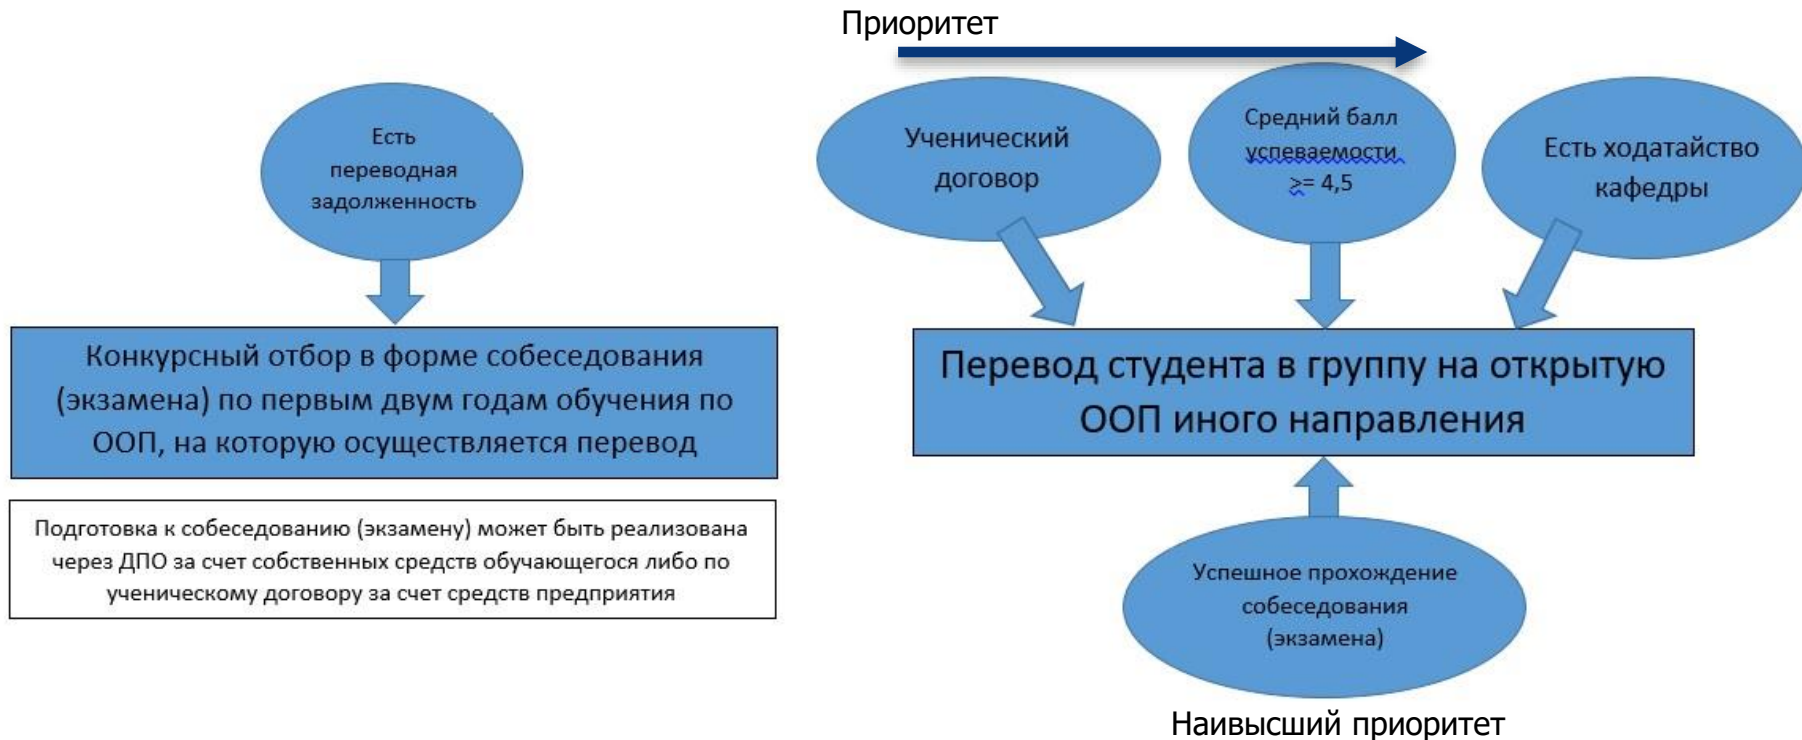 Приоритет
Есть
переводная
задолженность
Ученический
договор
Средний балл
успеваемости
>= 4,5
Есть ходатайство
кафедры
Конкурсный отбор в форме собеседования
(экзамена) по первым двум годам обучения по
ООП, на которую осуществляется перевод
Перевод студента в группу на открытую
ООП иного направления
Подготовка к собеседованию (экзамену) может быть реализована
через ДПО за счет собственных средств обучающегося либо по
ученическому договору за счет средств предприятия
Успешное прохождение
собеседования
(экзамена)
Наивысший приоритет